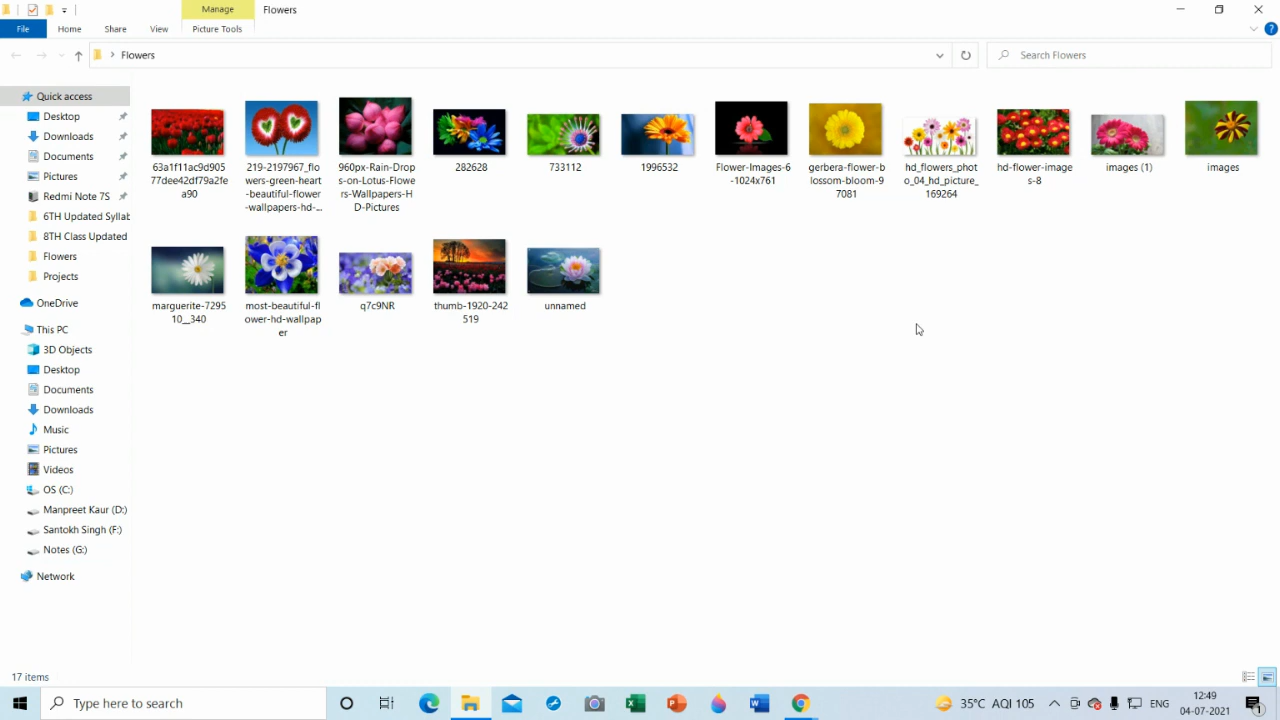 Manage
Flowers
File
Home
Share
View
Picture Tools
Flowers
Search Flowers
Quick access
Desktop
Downloads
Documents
Pictures
Redmi Note 7S
6TH Updated Syllab
8TH Class Updated
Flowers
Projects
OneDrive
This PC
3D Objects
Desktop
Documents
Downloads
Music
Pictures
Videos
OS (C:)
Manpreet Kaur (D:)
Santokh Singh (F:)
Notes (G:)
Network
63a1f11ac9d905
77dee42df79a2fe
a90
219-2197967_flo
wers-green-heart
-beautiful-flower
-wallpapers-hd-...
960px-Rain-Drop
s-on-Lotus-Flowe
rs-Wallpapers-H
D-Pictures
282628
733112
1996532
Flower-Images-6
-1024x761
gerbera-flower-b
lossom-bloom-9
7081
hd_flowers_phot
o_04_hd_picture_
169264
hd-flower-image
s-8
images (1)
images
marguerite-7295
10__340
most-beautiful-fl
ower-hd-wallpap
er
q7c9NR
thumb-1920-242
519
unnamed
17 items
Type here to search
35°C AQI 105
ENG
12:49
04-07-2021
1